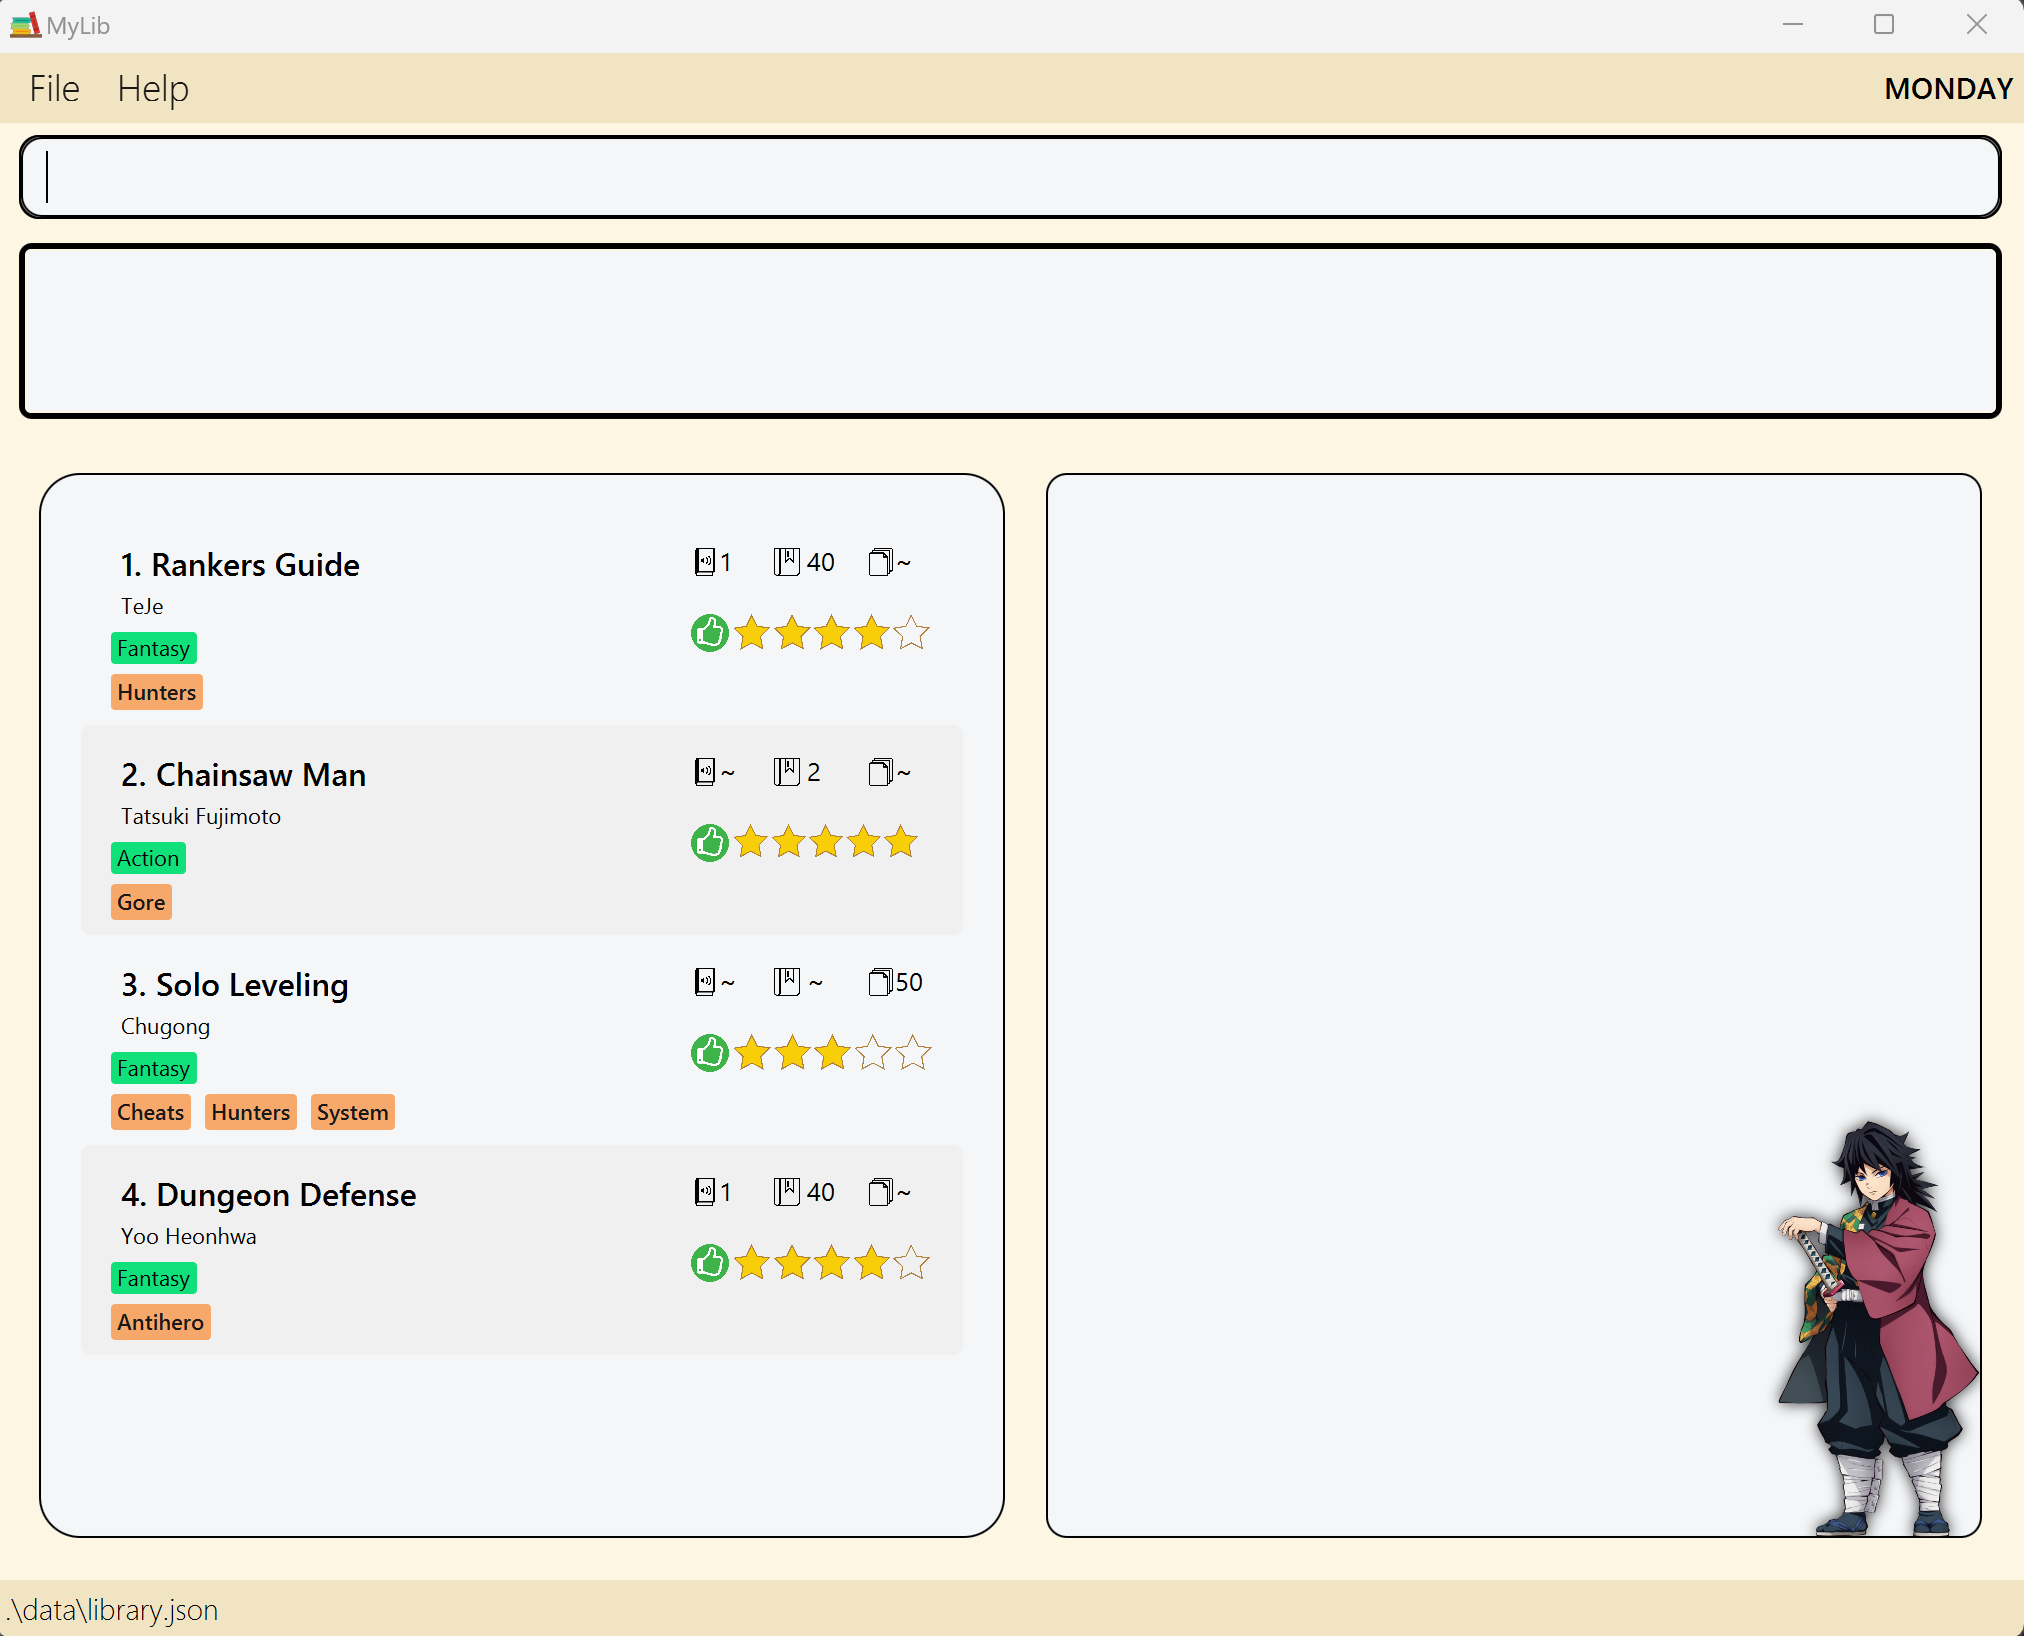 MyLib
File Help MONDAY
1. Rankers Guide 1 40 ~
TeJe
Fantasy
Hunters
2. Chainsaw Man ~ 2 ~
Tatsuki Fujimoto
Action
Gore
3. Solo Leveling ~ ~ 50
Chugong
Fantasy
Cheats Hunters System
4. Dungeon Defense 1 40 ~
Yoo Heonhwa
Fantasy
Antihero
.\data\library.json